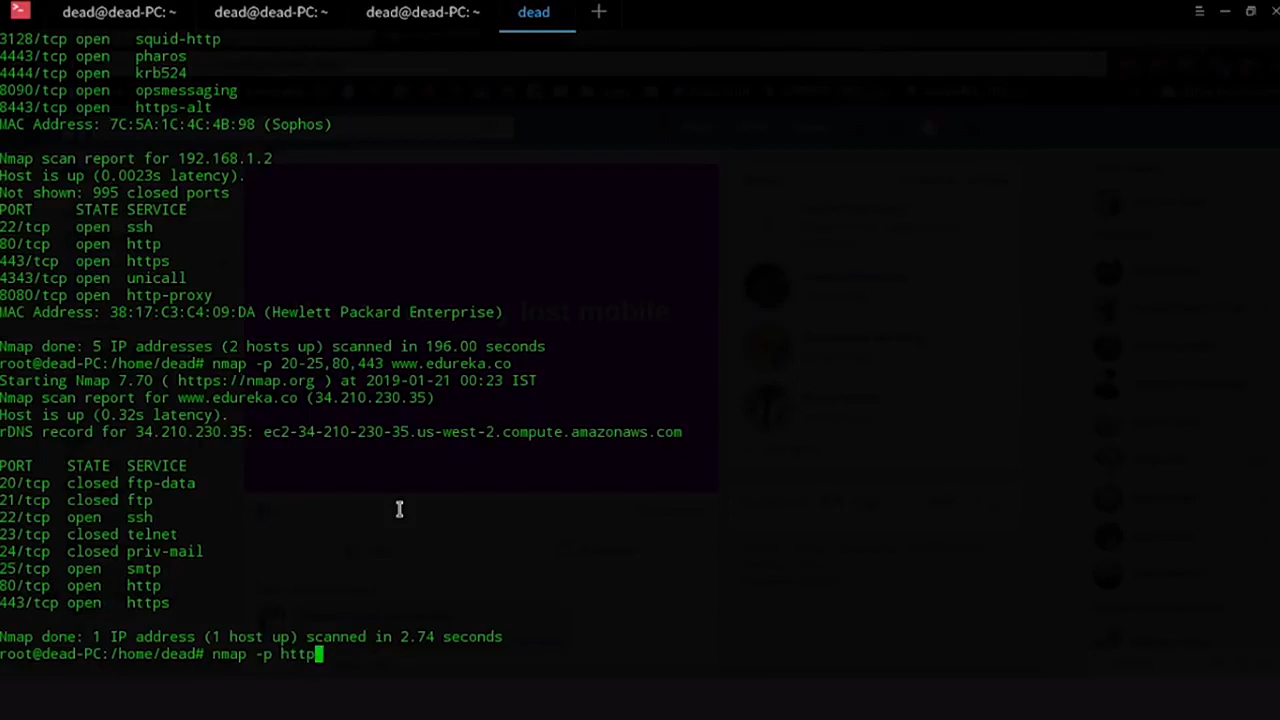 dead@dead-PC: ~ dead@dead-PC: ~ dead@dead-PC: ~ dead
3128/tcp open   squid-http
4443/tcp open   pharos
4444/tcp open   krb524
8090/tcp open   opsmessaging
8443/tcp open   https-alt
MAC Address: 7C:5A:1C:4C:4B:98 (Sophos)
Nmap scan report for 192.168.1.2
Host is up (0.0023s latency).
Not shown: 995 closed ports
PORT     STATE SERVICE
22/tcp   open  ssh
80/tcp   open  http
443/tcp  open  https
4343/tcp open  unicall
8080/tcp open  http-proxy
MAC Address: 38:17:C3:C4:09:DA (Hewlett Packard Enterprise)
lost mobile
Nmap done: 5 IP addresses (2 hosts up) scanned in 196.00 seconds
root@dead-PC:/home/dead# nmap -p 20-25,80,443 www.edureka.co
Starting Nmap 7.70 ( https://nmap.org ) at 2019-01-21 00:23 IST
Nmap scan report for www.edureka.co (34.210.230.35)
Host is up (0.32s latency).
rDNS record for 34.210.230.35: ec2-34-210-230-35.us-west-2.compute.amazonaws.com
PORT    STATE  SERVICE
20/tcp  closed ftp-data
21/tcp  closed ftp
22/tcp  open   ssh
23/tcp  closed telnet
24/tcp  closed priv-mail
25/tcp  open   smtp
80/tcp  open   http
443/tcp open   https
Nmap done: 1 IP address (1 host up) scanned in 2.74 seconds
root@dead-PC:/home/dead# nmap -p http